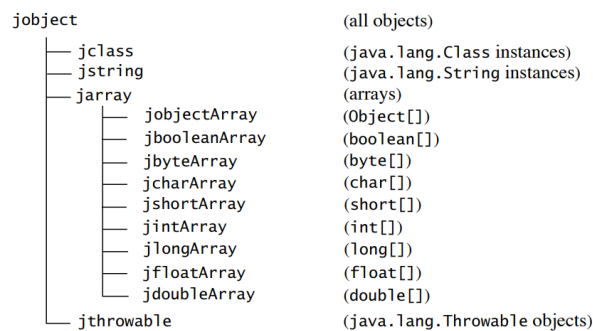 jobject (all objects)
jclass (java.lang.Class instances)
jstring (java.lang.String instances)
jarray (arrays)
jobjectArray (Object[])
jbooleanArray (boolean[])
jbyteArray (byte[])
jcharArray (char[])
jshortArray (short[])
jintArray (int[])
jlongArray (long[])
jfloatArray (float[])
jdoubleArray (double[])
jthrowable (java.lang.Throwable objects)